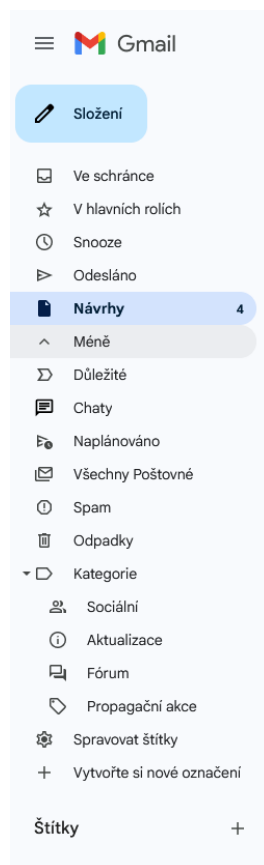 Gmail
Složení
Ve schránce
V hlavních rolích
Snooze
Odesláno
Návrhy 4
Méně
Důležité
Chaty
Naplánováno
Všechny Poštovné
Spam
Odpadky
Kategorie
Sociální
Aktualizace
Fórum
Propagační akce
Spravovat štítky
Vytvořte si nové označení
Štítky